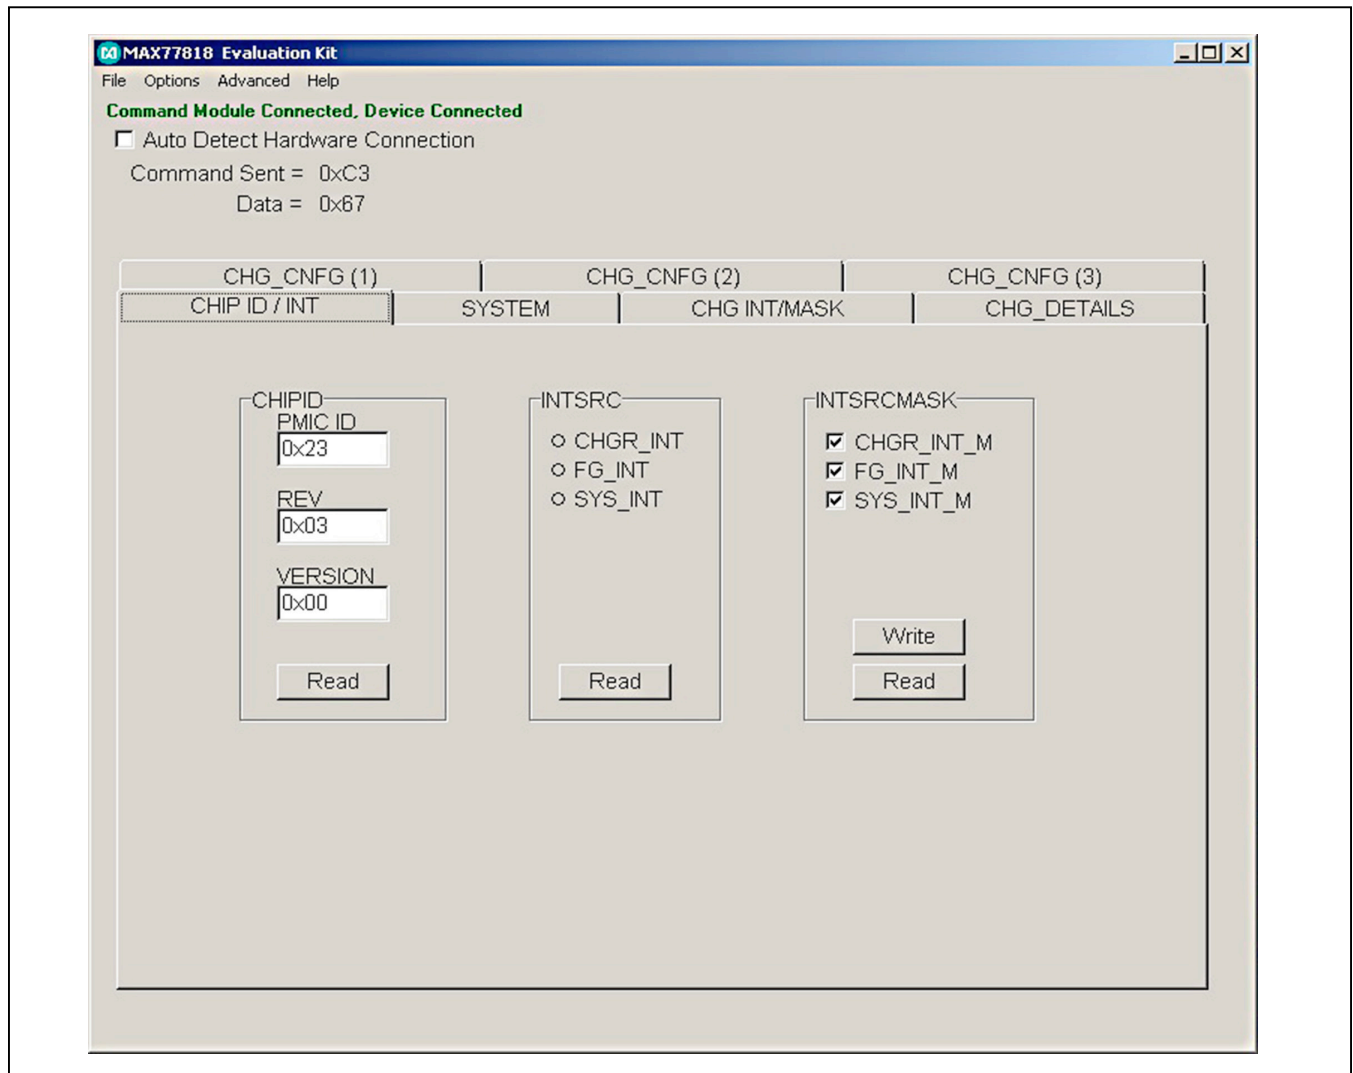 MAX77818 Evaluation Kit
File Options Advanced Help
Command Module Connected, Device Connected
Auto Detect Hardware Connection
Command Sent = 0xC3
Data = 0x67
CHG_CNFG (1) CHG_CNFG (2) CHG_CNFG (3)
CHIP ID / INT SYSTEM CHG INT/MASK CHG_DETAILS
CHIPID
PMIC ID
0x23
REV
0x03
VERSION
0x00
Read
INTSRC
CHGR_INT
FG_INT
SYS_INT
Read
INTSRCMASK
CHGR_INT_M
FG_INT_M
SYS_INT_M
Write
Read